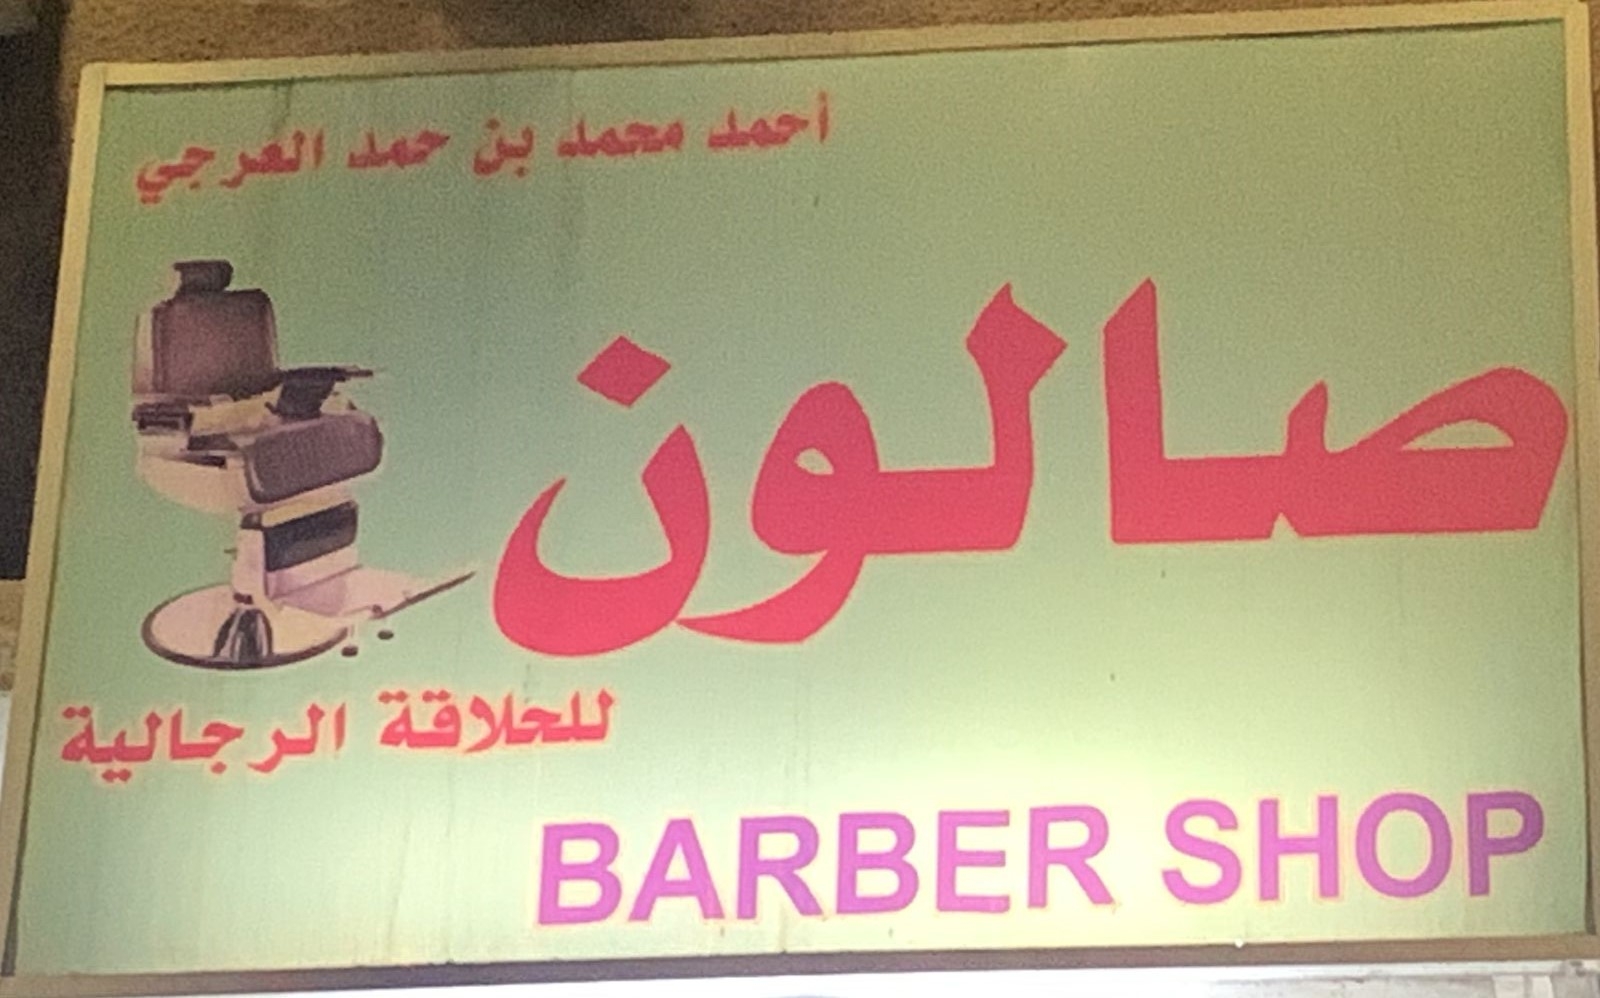 أحمد محمد بن حمد العرجي
صالون
للحلاقة الرجالية
BARBER SHOP